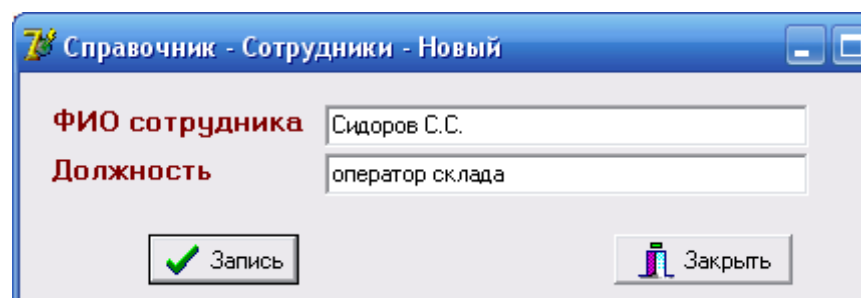 Справочник - Сотрудники - Новый
ФИО сотрудника Сидоров С.С.
Должность оператор склада
Запись Закрыть